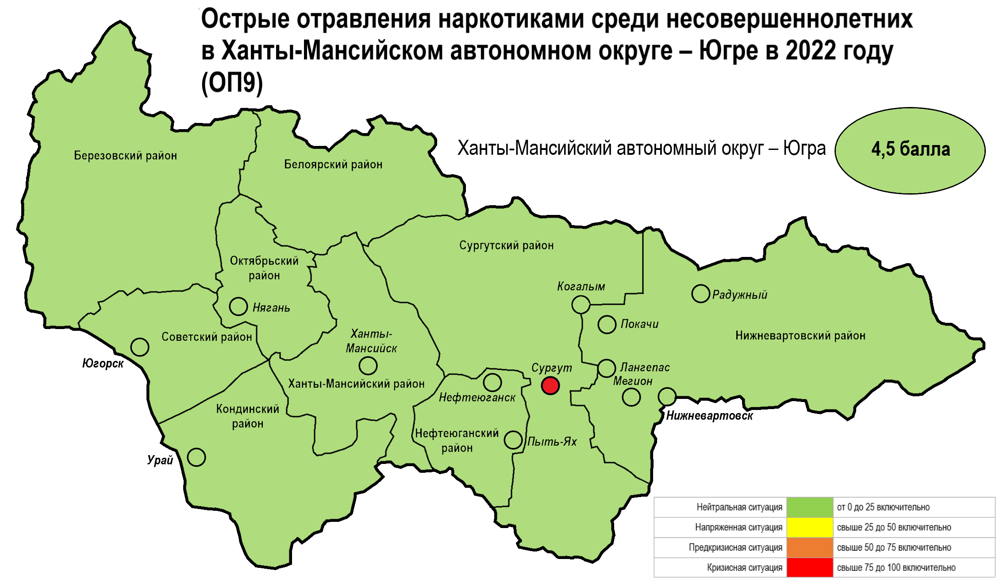 Острые отравления наркотиками среди несовершеннолетних
в Ханты-Мансийском автономном округе – Югре в 2022 году
(ОП9)
Ханты-Мансийский автономный округ – Югра
4,5 балла
Березовский район
Белоярский район
Сургутский район
Октябрьский
район
Когалым
Радужный
Нягань
Покачи
Ханты-
Мансийск
Советский район
Нижневартовский район
Югорск
Сургут
Лангепас
Мегион
Ханты-Мансийский район
Нефтеюганск
Кондинский
район
Нижневартовск
Нефтеюганский
район
Пыть-Ях
Урай
Нейтральная ситуация от 0 до 25 включительно
Напряженная ситуация свыше 25 до 50 включительно
Предкризисная ситуация свыше 50 до 75 включительно
Кризисная ситуация свыше 75 до 100 включительно